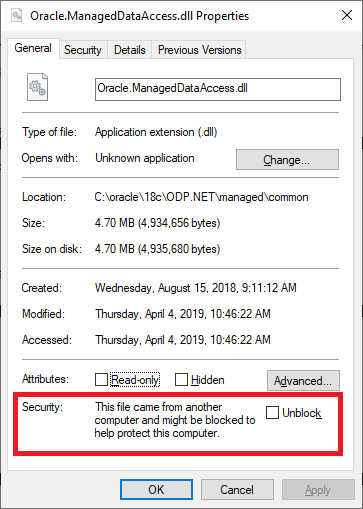 Oracle.ManagedDataAccess.dll Properties
General Security Details Previous Versions
Oracle.ManagedDataAccess.dll
Type of file: Application extension (.dll)
Opens with: Unknown application Change...
Location: C:\oracle\18c\ODP.NET\managed\common
Size: 4.70 MB (4,934,656 bytes)
Size on disk: 4.70 MB (4,935,680 bytes)
Created: Wednesday, August 15, 2018, 9:11:12 AM
Modified: Thursday, April 4, 2019, 10:46:22 AM
Accessed: Thursday, April 4, 2019, 10:46:22 AM
Attributes: Read-only Hidden Advanced...
Security: This file came from another
computer and might be blocked to
help protect this computer.
Unblock
OK Cancel Apply